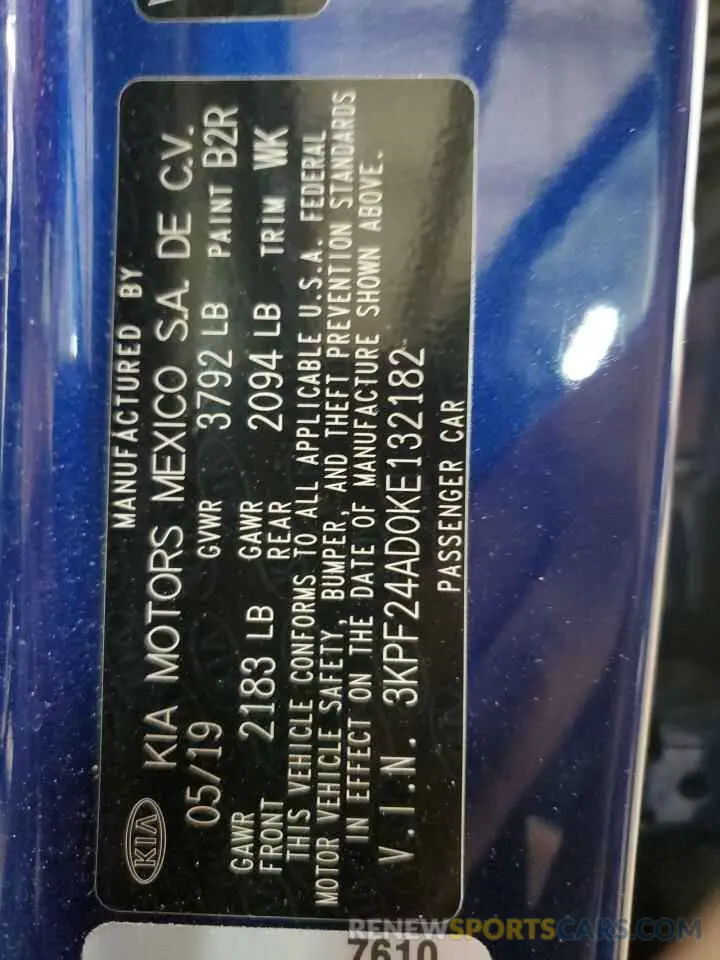 MANUFACTURED BY
KIA KIA MOTORS MEXICO S.A. DE C.V.
05/19 GVWR 3792 LB PAINT B2R
GAWR FRONT 2183 LB GAWR REAR 2094 LB TRIM WK
THIS VEHICLE CONFORMS TO ALL APPLICABLE U.S.A. FEDERAL
MOTOR VEHICLE SAFETY, BUMPER, AND THEFT PREVENTION STANDARDS
IN EFFECT ON THE DATE OF MANUFACTURE SHOWN ABOVE.
V.I.N. 3KPF24AD0KE132182
PASSENGER CAR
7610
RENEWSPORTSCARS.COM